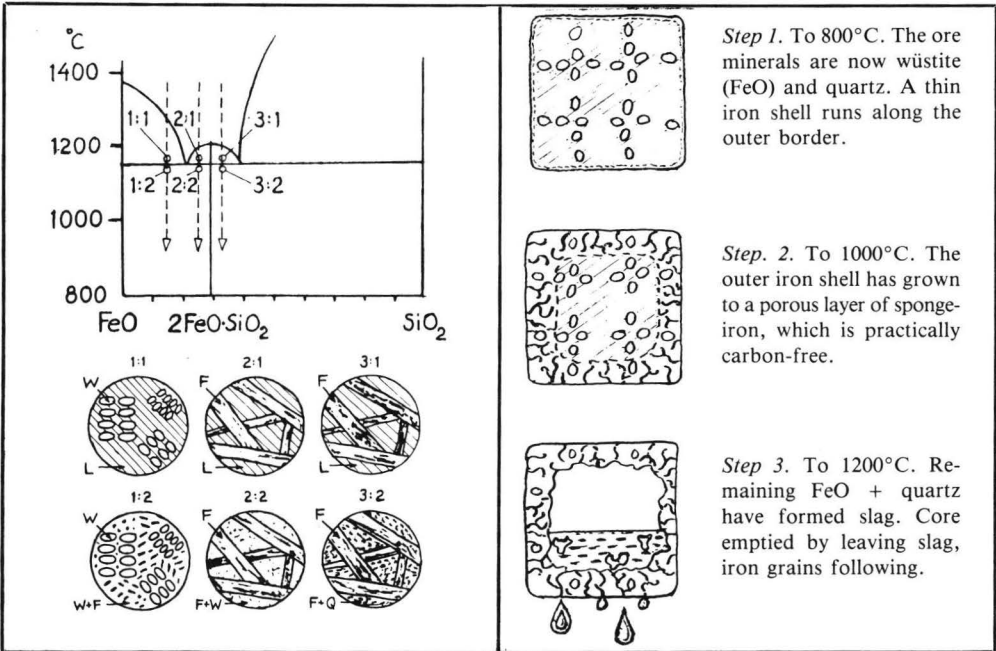 °C
1400
1:1 2:1 3:1
1200
1:2 2:2 3:2
1000
800
FeO 2FeO·SiO₂ SiO₂
1:1 2:1 3:1
W F F
L L L
1:2 2:2 3:2
W F F
W+F F+W F+Q
Step 1. To 800°C. The ore
minerals are now wüstite
(FeO) and quartz. A thin
iron shell runs along the
outer border.
Step. 2. To 1000°C. The
outer iron shell has grown
to a porous layer of sponge-
iron, which is practically
carbon-free.
Step 3. To 1200°C. Re-
maining FeO + quartz
have formed slag. Core
emptied by leaving slag,
iron grains following.